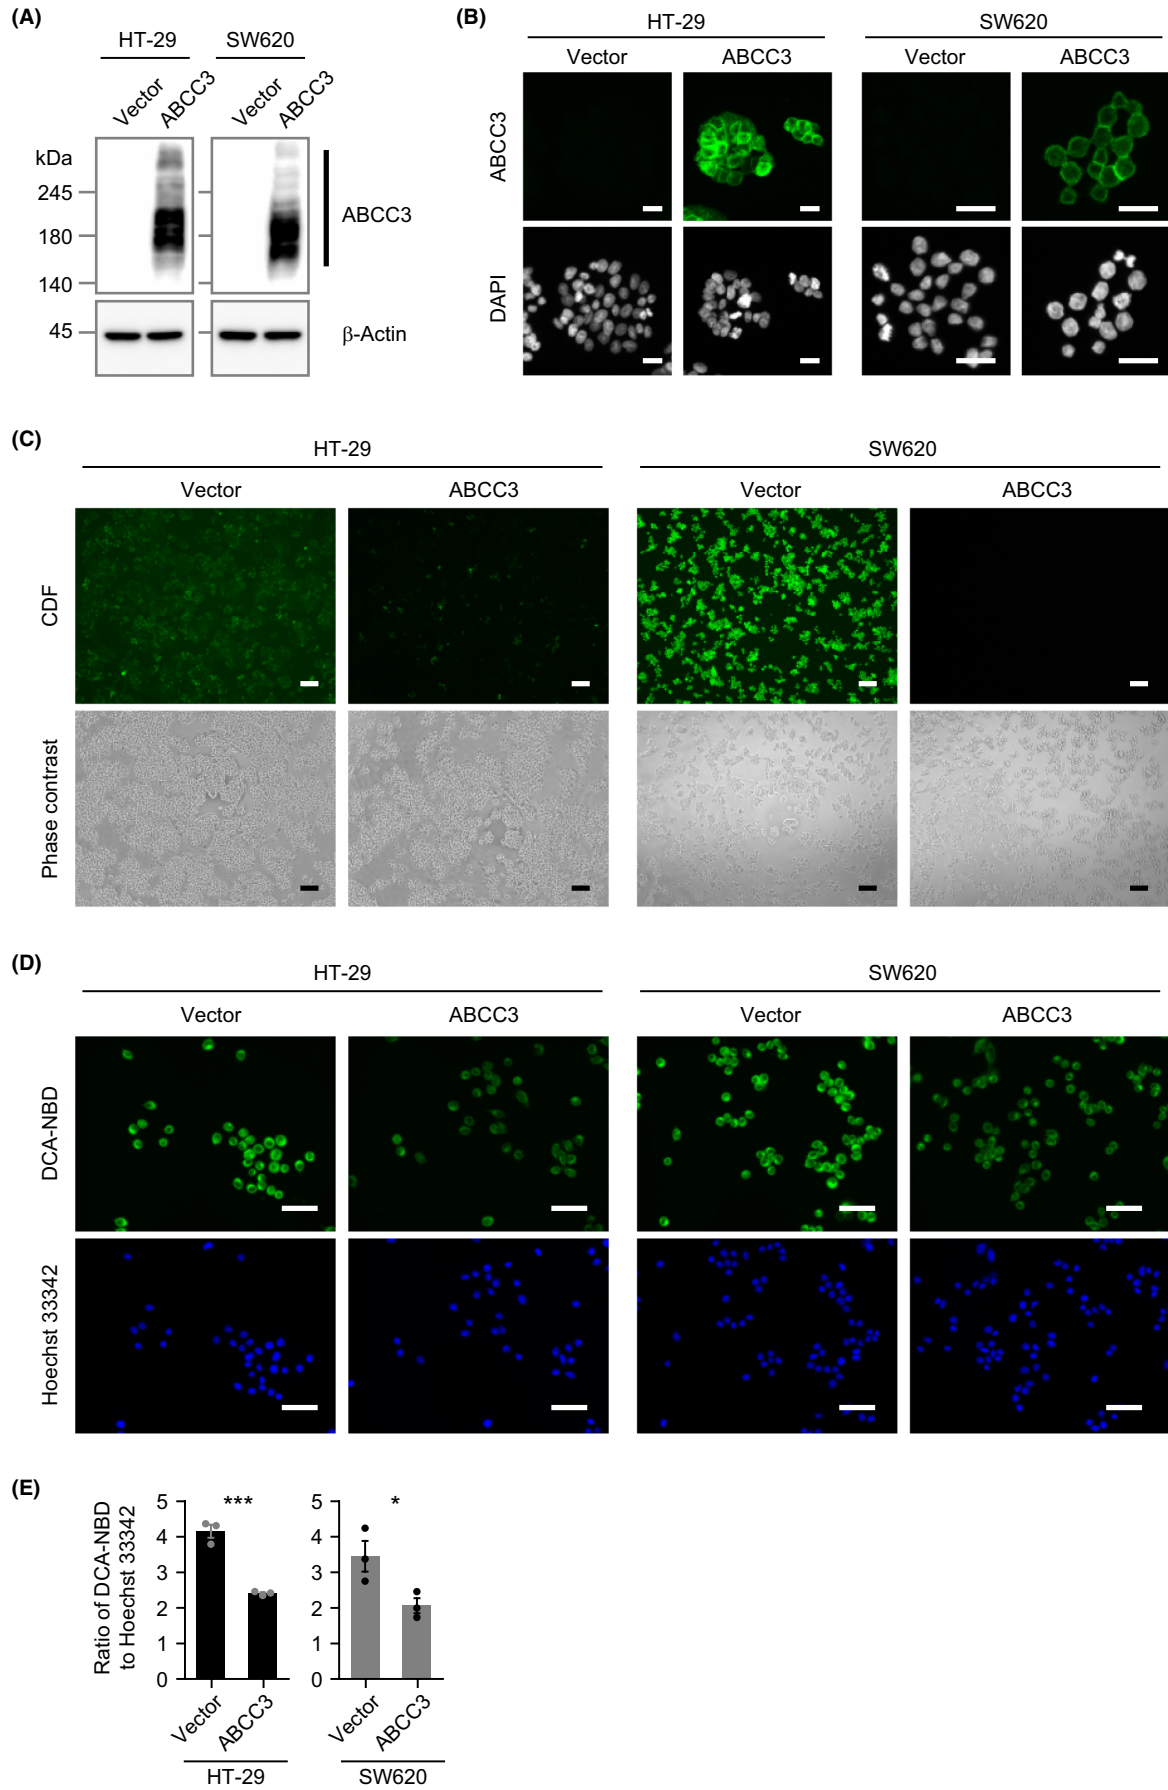 (A)
HT-29 SW620
Vector ABCC3 Vector ABCC3
kDa
245
180
140
45
ABCC3
β-Actin
(B)
HT-29 SW620
Vector ABCC3 Vector ABCC3
ABCC3
DAPI
(C)
HT-29 SW620
Vector ABCC3 Vector ABCC3
CDF
Phase contrast
(D)
HT-29 SW620
Vector ABCC3 Vector ABCC3
DCA-NBD
Hoechst 33342
(E)
Ratio of DCA-NBD
to Hoechst 33342
5
4
3
2
1
0
***
Vector ABCC3
HT-29
5
4
3
2
1
0
*
Vector ABCC3
SW620